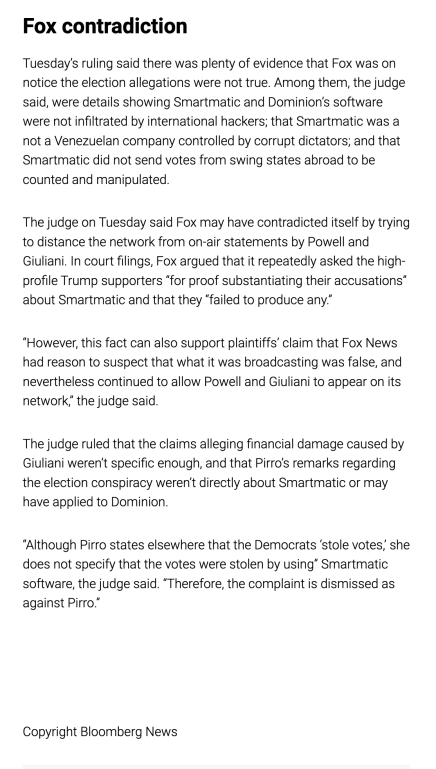 Fox contradiction
Tuesday's ruling said there was plenty of evidence that Fox was on
notice the election allegations were not true. Among them, the judge
said, were details showing Smartmatic and Dominion's software
were not infiltrated by international hackers; that Smartmatic was a
not a Venezuelan company controlled by corrupt dictators; and that
Smartmatic did not send votes from swing states abroad to be
counted and manipulated.
The judge on Tuesday said Fox may have contradicted itself by trying
to distance the network from on-air statements by Powell and
Giuliani. In court filings, Fox argued that it repeatedly asked the high-
profile Trump supporters “for proof substantiating their accusations”
about Smartmatic and that they “failed to produce any.”
“However, this fact can also support plaintiffs’ claim that Fox News
had reason to suspect that what it was broadcasting was false, and
nevertheless continued to allow Powell and Giuliani to appear on its
network,” the judge said.
The judge ruled that the claims alleging financial damage caused by
Giuliani weren’t specific enough, and that Pirro’s remarks regarding
the election conspiracy weren’t directly about Smartmatic or may
have applied to Dominion.
“Although Pirro states elsewhere that the Democrats ‘stole votes,’ she
does not specify that the votes were stolen by using” Smartmatic
software, the judge said. “Therefore, the complaint is dismissed as
against Pirro.”
Copyright Bloomberg News